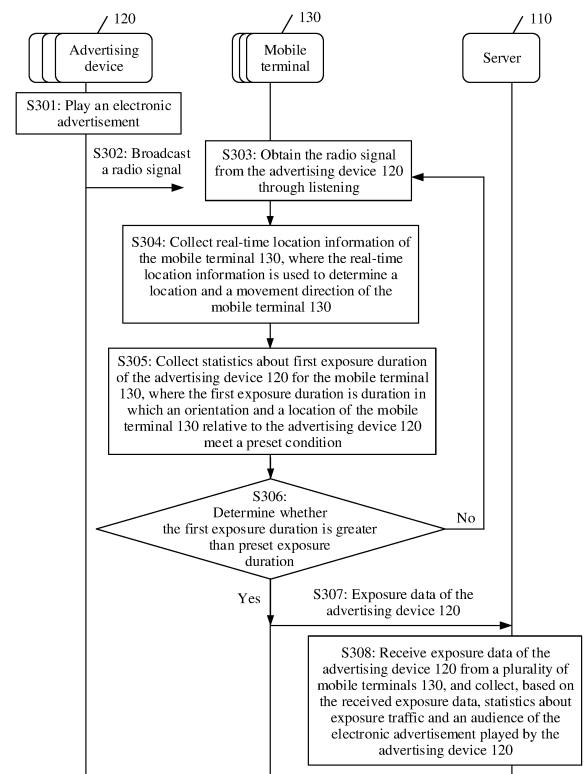 120
130
110
Advertising
device
Mobile
terminal
Server
S301: Play an electronic
advertisement
S302: Broadcast
a radio signal
S303: Obtain the radio signal
from the advertising device 120
through listening
S304: Collect real-time location information of
the mobile terminal 130, where the real-time
location information is used to determine a
location and a movement direction of the
mobile terminal 130
S305: Collect statistics about first exposure duration
of the advertising device 120 for the mobile terminal
130, where the first exposure duration is duration in
which an orientation and a location of the mobile
terminal 130 relative to the advertising device 120
meet a preset condition
S306:
Determine whether
the first exposure duration is greater
than preset exposure
duration
No
Yes
S307: Exposure data of the
advertising device 120
S308: Receive exposure data of the
advertising device 120 from a plurality of
mobile terminals 130, and collect, based on
the received exposure data, statistics about
exposure traffic and an audience of the
electronic advertisement played by the
advertising device 120